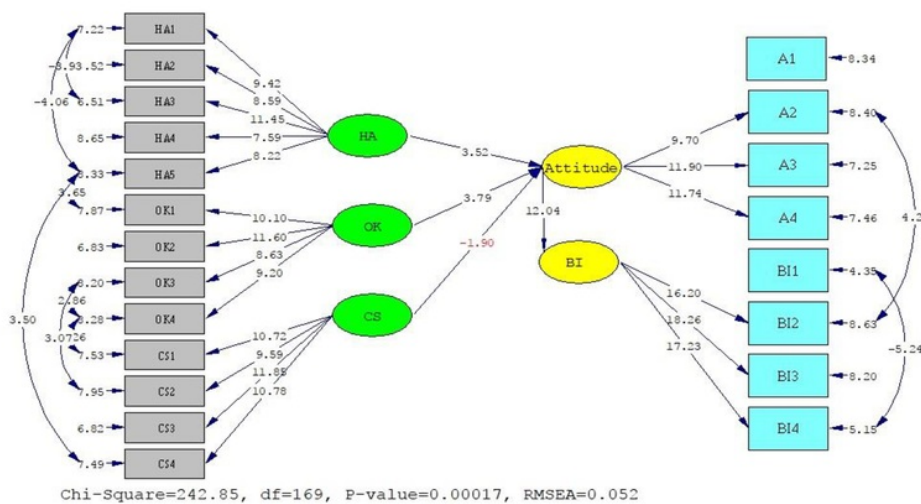 7.22 HA1
-3.93.52 HA2
6.51 HA3
-4.06
8.65 HA4
8.33 HA5
3.65
7.87 OK1
6.83 OK2
8.20 OK3
2.86
8.28 OK4
3.0726
3.50
7.53 CS1
7.95 CS2
6.82 CS3
7.49 CS4
9.42
8.59
11.45
7.59
8.22
HA
10.10
11.60
8.63
9.20
OK
10.72
9.59
11.85
10.78
CS
3.52
3.79
-1.90
Attitude
12.04
BI
9.70
11.90
11.74
16.20
18.26
17.23
A1 8.34
A2 8.40
A3 7.25
A4 7.46
BI1 4.35
BI2 8.63
-5.24
BI3 8.20
BI4 5.15
Chi-Square=242.85, df=169, P-value=0.00017, RMSEA=0.052